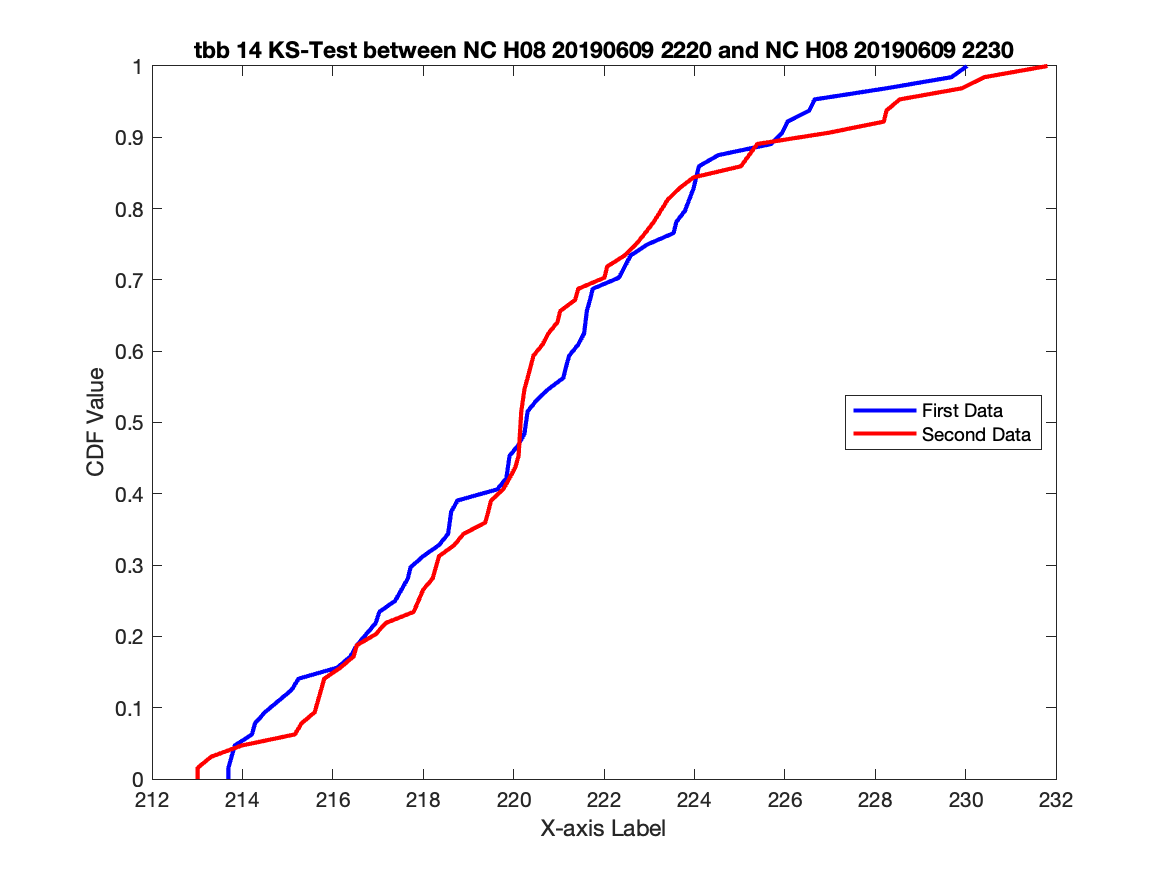 tbb 14 KS-Test between NC H08 20190609 2220 and NC H08 20190609 2230
1
0.9
0.8
0.7
0.6
0.5
0.4
0.3
0.2
0.1
0
CDF Value
First Data
Second Data
212 214 216 218 220 222 224 226 228 230 232
X-axis Label